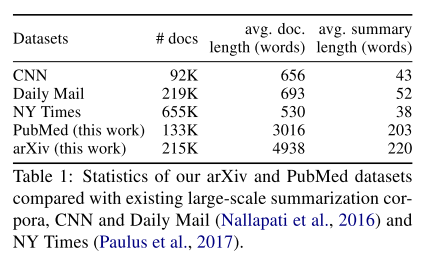 Datasets # docs avg. doc. length (words) avg. summary length (words)
CNN 92K 656 43
Daily Mail 219K 693 52
NY Times 655K 530 38
PubMed (this work) 133K 3016 203
arXiv (this work) 215K 4938 220
Table 1: Statistics of our arXiv and PubMed datasets
compared with existing large-scale summarization cor-
pora, CNN and Daily Mail (Nallapati et al., 2016) and
NY Times (Paulus et al., 2017).